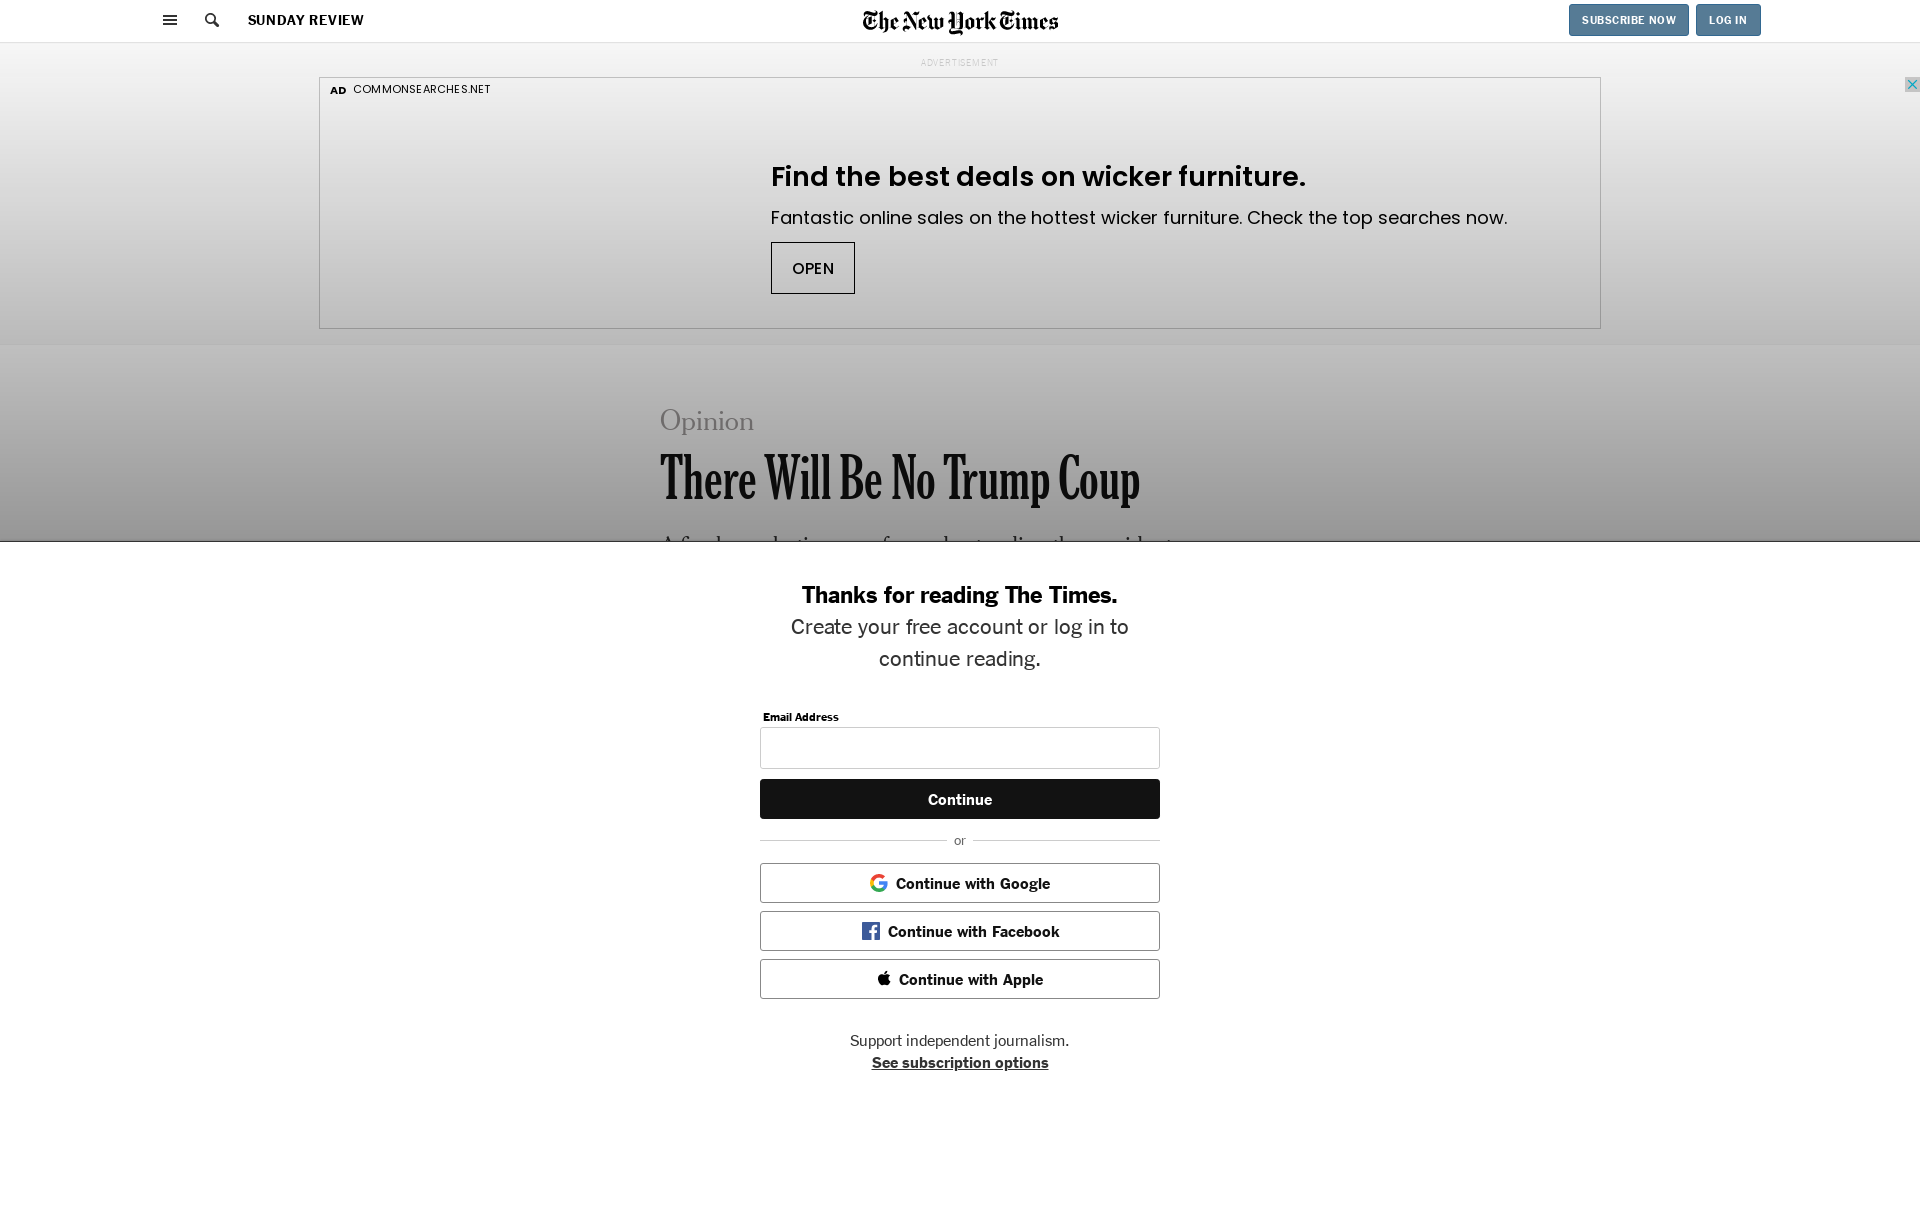 SUNDAY REVIEW
The New York Times
SUBSCRIBE NOW
LOG IN
ADVERTISEMENT
AD COMMONSEARCHES.NET
Find the best deals on wicker furniture.
Fantastic online sales on the hottest wicker furniture. Check the top searches now.
OPEN
Opinion
There Will Be No Trump Coup
Thanks for reading The Times.
Create your free account or log in to
continue reading.
Email Address
Continue
or
Continue with Google
Continue with Facebook
Continue with Apple
Support independent journalism.
See subscription options